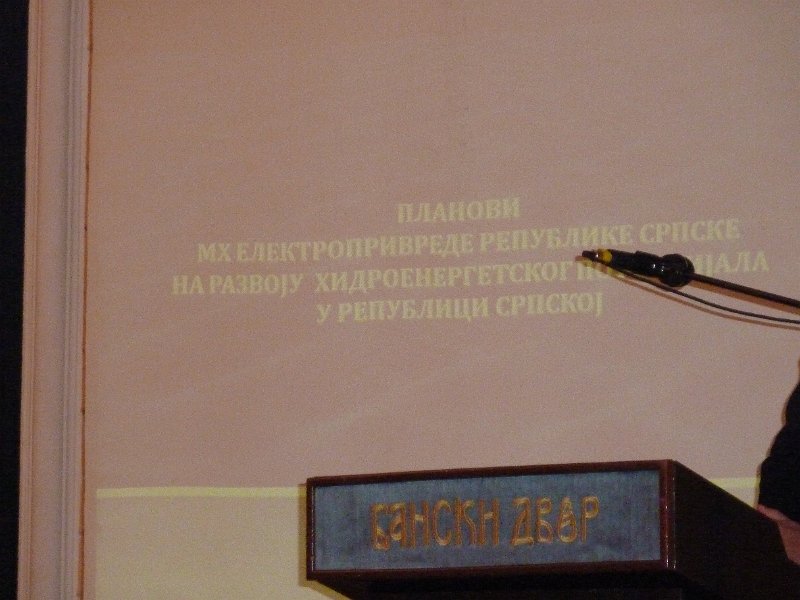 ПЛАНОВИ
МХ ЕЛЕКТРОПРИВРЕДЕ РЕПУБЛИКЕ СРПСКЕ
НА РАЗВОЈУ ХИДРОЕНЕРГЕТСКОГ
У РЕПУБЛИЦИ СРПСКОЈ
БАНСКИ ДВОР